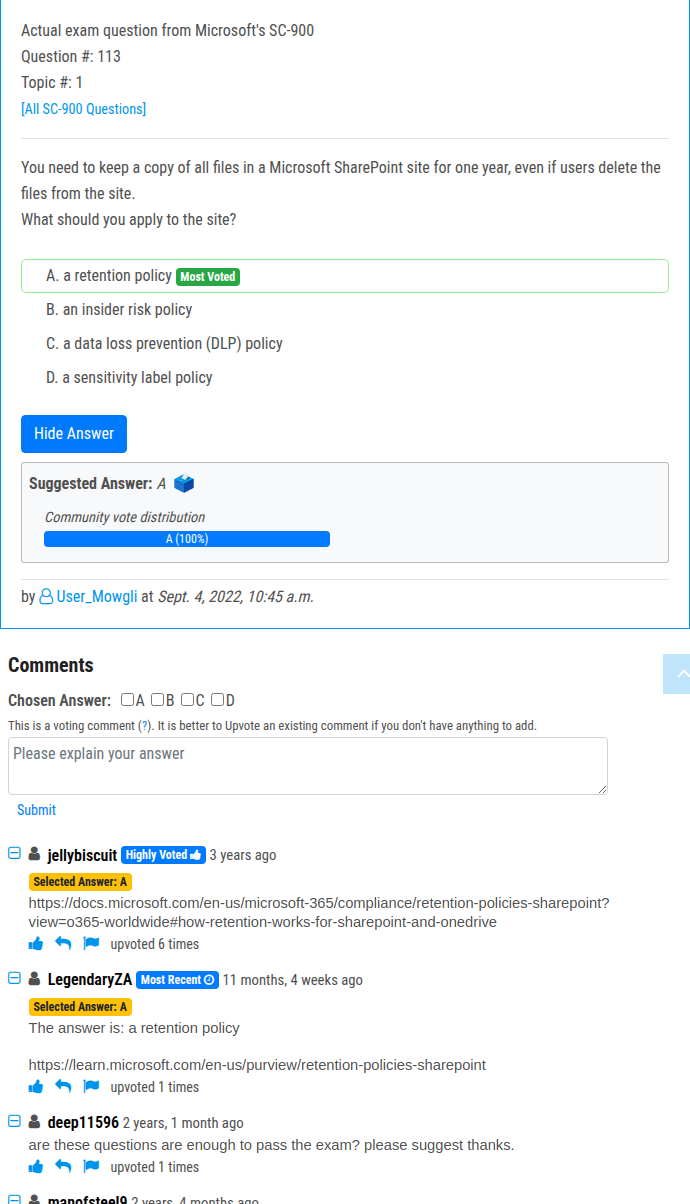 Actual exam question from Microsoft's SC-900
Question #: 113
Topic #: 1
[All SC-900 Questions]
You need to keep a copy of all files in a Microsoft SharePoint site for one year, even if users delete the
files from the site.
What should you apply to the site?
A. a retention policy Most Voted
B. an insider risk policy
C. a data loss prevention (DLP) policy
D. a sensitivity label policy
Hide Answer
Suggested Answer: A
Community vote distribution
A (100%)
by User_Mowgli at Sept. 4, 2022, 10:45 a.m.
Comments
Chosen Answer: A B C D
This is a voting comment (?). It is better to Upvote an existing comment if you don't have anything to add.
Please explain your answer
Submit
jellybiscuit Highly Voted 3 years ago
Selected Answer: A
https://docs.microsoft.com/en-us/microsoft-365/compliance/retention-policies-sharepoint?
view=o365-worldwide#how-retention-works-for-sharepoint-and-onedrive
upvoted 6 times
LegendaryZA Most Recent 11 months, 4 weeks ago
Selected Answer: A
The answer is: a retention policy
https://learn.microsoft.com/en-us/purview/retention-policies-sharepoint
upvoted 1 times
deep11596 2 years, 1 month ago
are these questions are enough to pass the exam? please suggest thanks.
upvoted 1 times
manofsteel9 2 years, 4 months ago